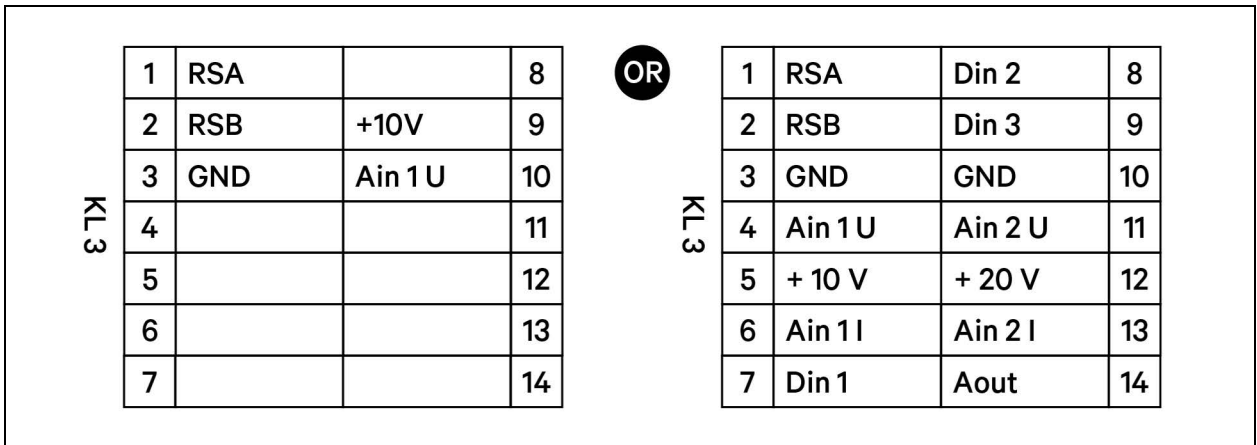 1 RSA 8
2 RSB +10V 9
3 GND Ain 1 U 10
4 11
5 12
6 13
7 14
KL 3
OR
1 RSA Din 2 8
2 RSB Din 3 9
3 GND GND 10
4 Ain 1 U Ain 2 U 11
5 + 10 V + 20 V 12
6 Ain 1 I Ain 2 I 13
7 Din 1 Aout 14
KL 3